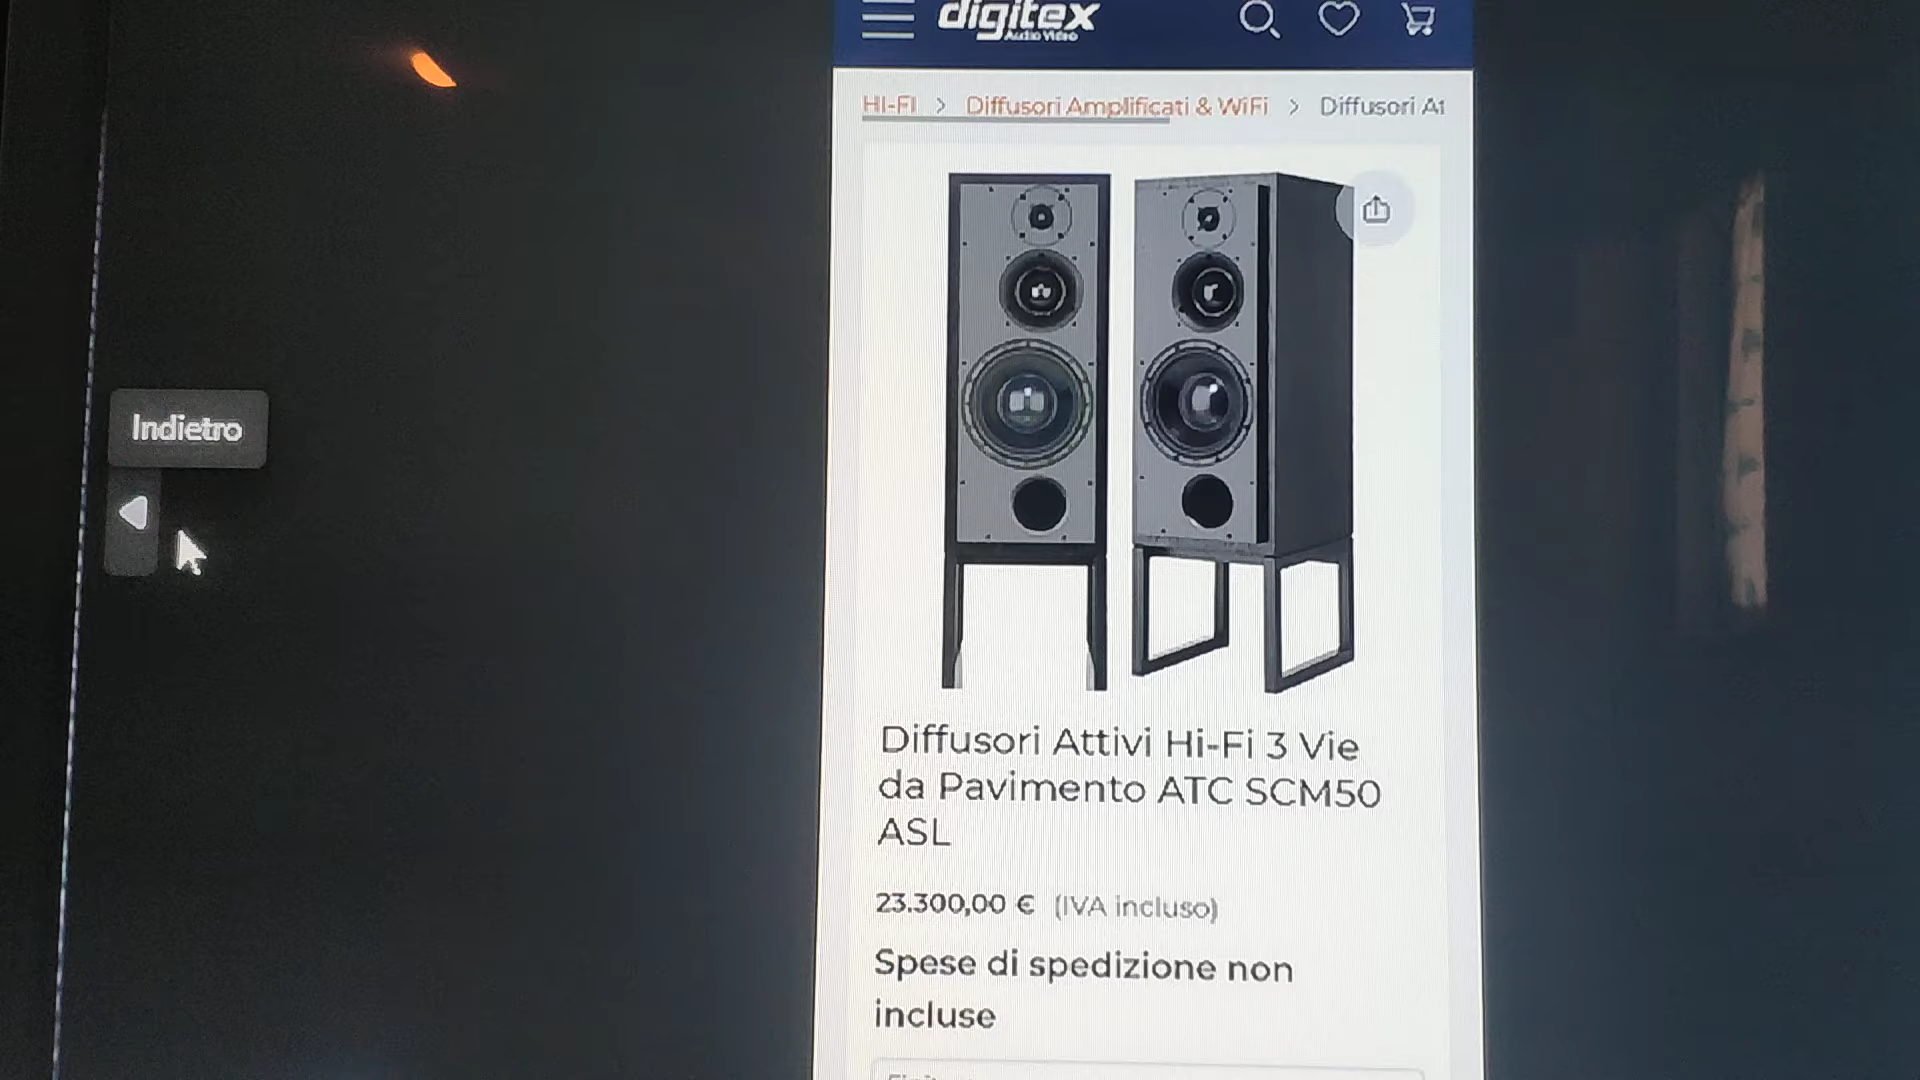 digitex
Audio Video
HI-FI > Diffusori Amplificati & WiFi > Diffusori At
Indietro
Diffusori Attivi Hi-Fi 3 Vie
da Pavimento ATC SCM50
ASL
23.300,00 € (IVA incluso)
Spese di spedizione non
incluse